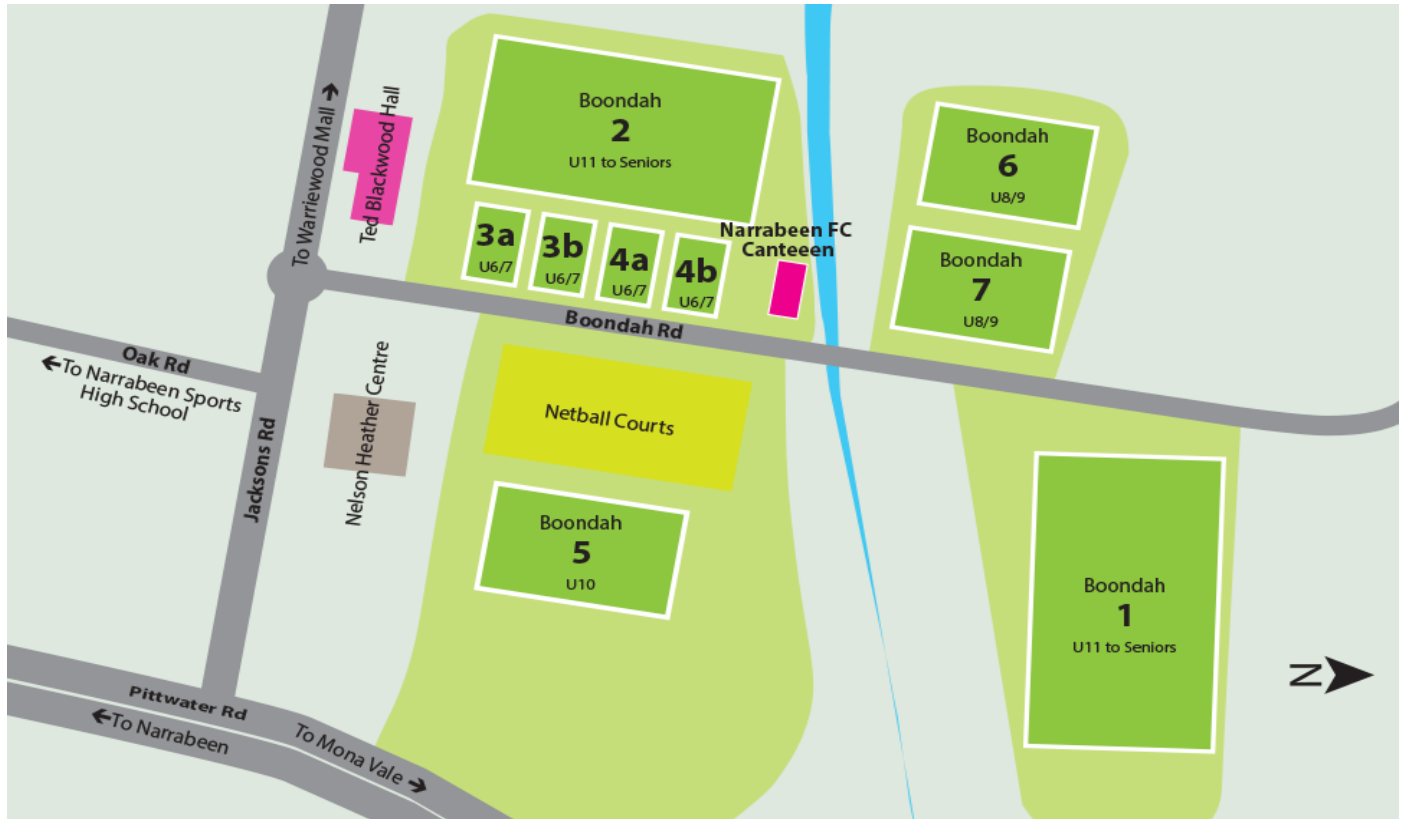 To Warriewood Mall →
Ted Blackwood Hall
Boondah
2
U11 to Seniors
3a
U6/7
3b
U6/7
4a
U6/7
4b
U6/7
Narrabeen FC
Canteeen
Boondah
6
U8/9
Boondah
7
U8/9
Boondah Rd
Oak Rd
←To Narrabeen Sports
High School
Jacksons Rd
Nelson Heather Centre
Netball Courts
Boondah
5
U10
Boondah
1
U11 to Seniors
N
Pittwater Rd
←To Narrabeen
To Mona Vale →